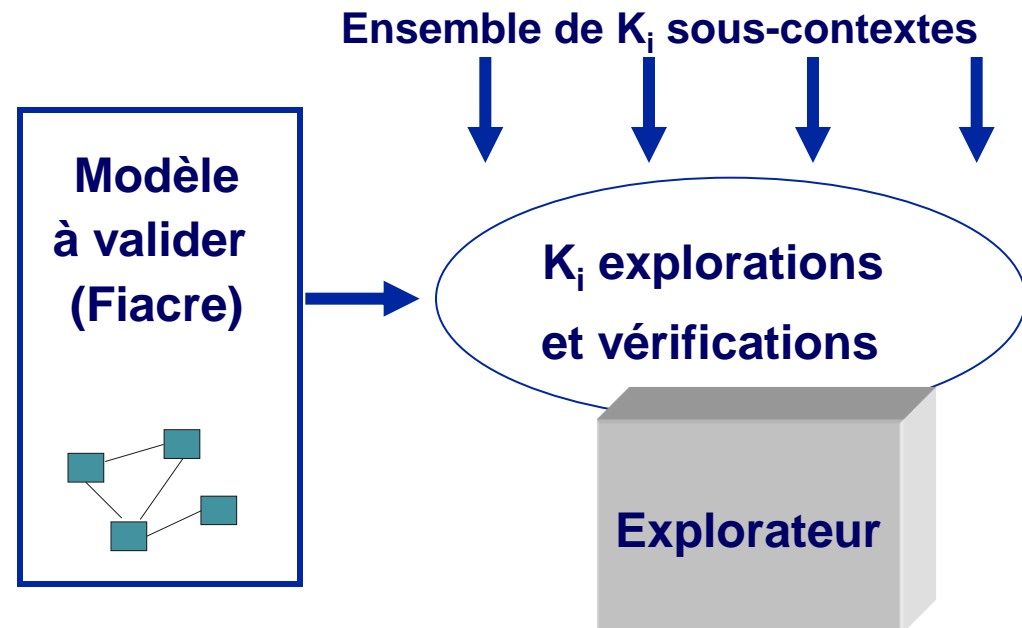 Ensemble de Ki sous-contextes
Modèle
à valider
(Fiacre)
Ki explorations
et vérifications
Explorateur